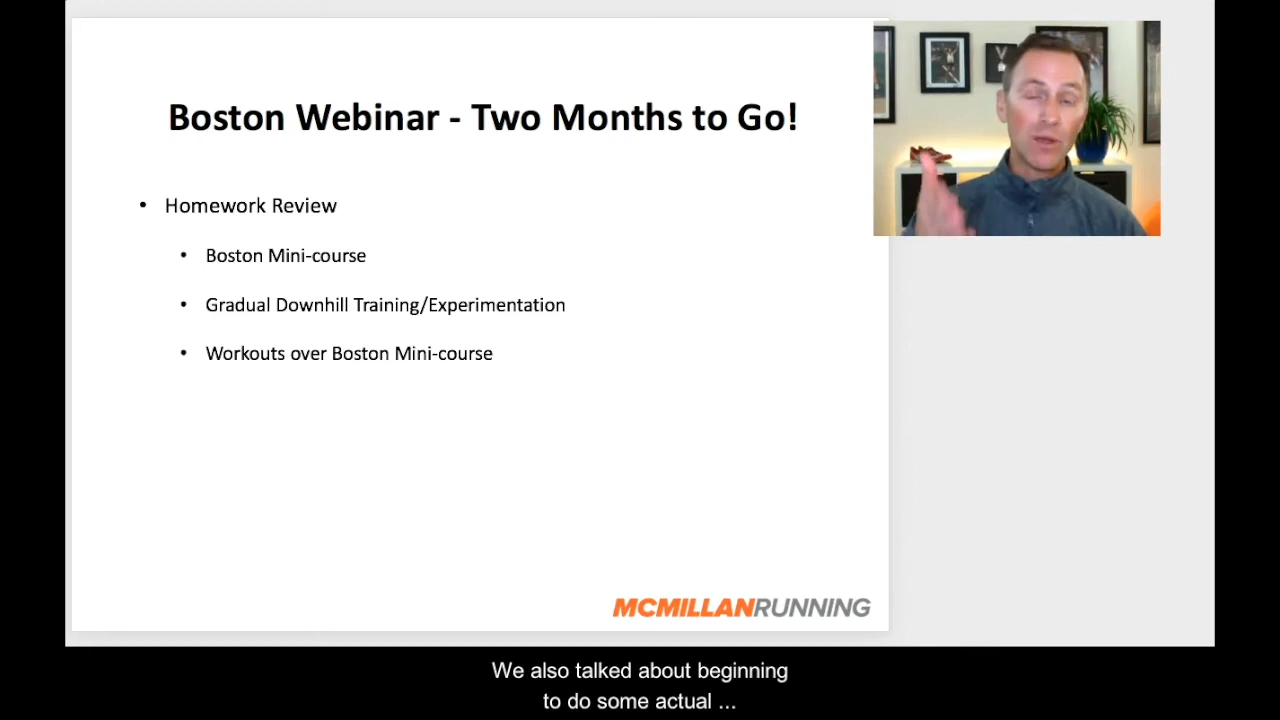 Boston Webinar - Two Months to Go!
• Homework Review
• Boston Mini-course
• Gradual Downhill Training/Experimentation
• Workouts over Boston Mini-course
MCMILLANRUNNING
We also talked about beginning
to do some actual ...